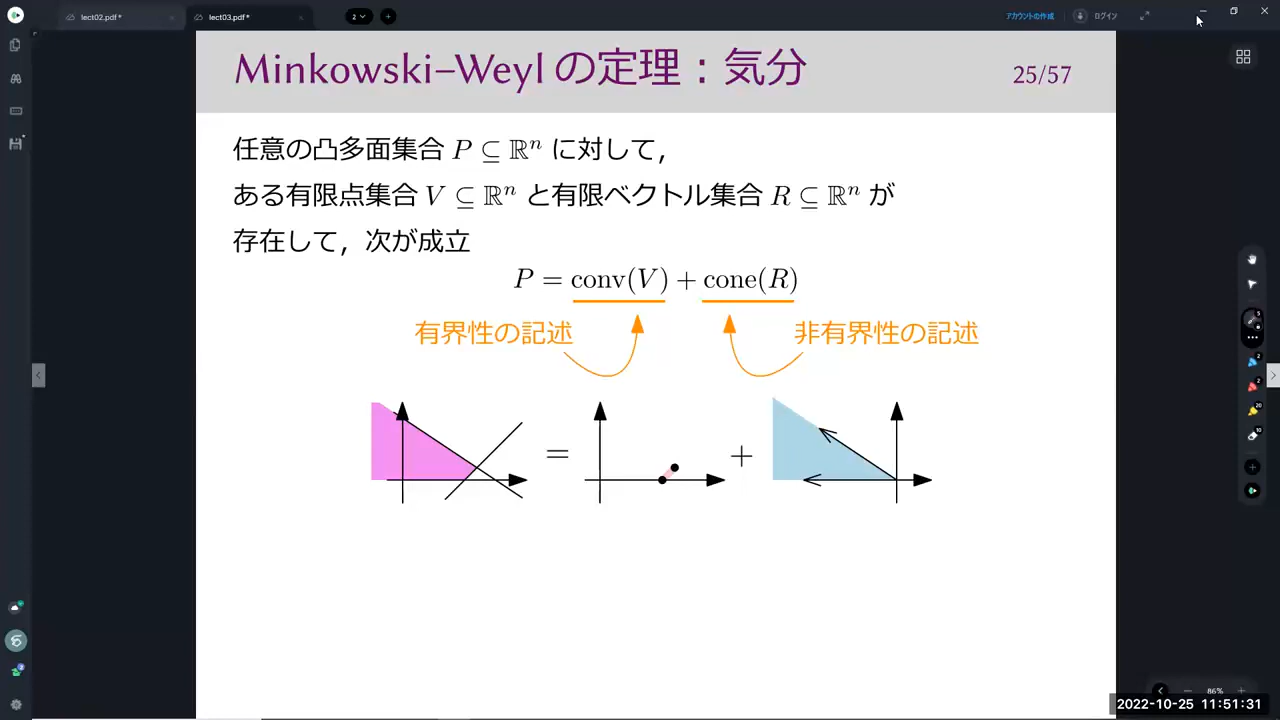 lect02.pdf*
lect03.pdf*
2
アカウントの作成
ログイン
Minkowski–Weyl の定理：気分
25/57
任意の凸多面集合 P ⊆ ℝⁿ に対して，
ある有限点集合 V ⊆ ℝⁿ と有限ベクトル集合 R ⊆ ℝⁿ が
存在して，次が成立
P = conv(V) + cone(R)
有界性の記述
非有界性の記述
=
+
86%
2022-10-25 11:51:31